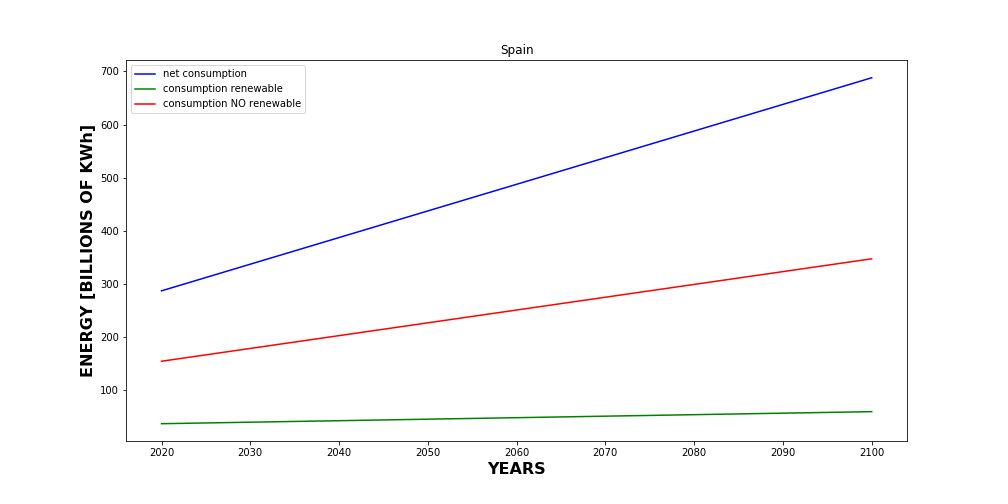 Spain
net consumption
consumption renewable
consumption NO renewable
ENERGY [BILLIONS OF KWh]
700
600
500
400
300
200
100
2020 2030 2040 2050 2060 2070 2080 2090 2100
YEARS